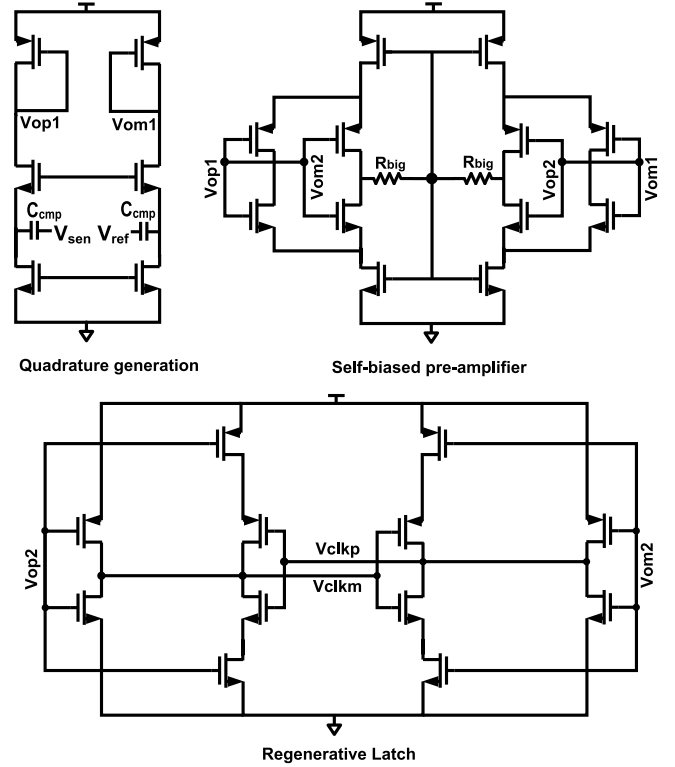 Vop1
Vom1
Ccmp
Ccmp
Vsen
Vref
Quadrature generation
Vop1
Vom2
Rbig
Rbig
Vop2
Vom1
Self-biased pre-amplifier
Vop2
Vclkp
Vclkm
Vom2
Regenerative Latch